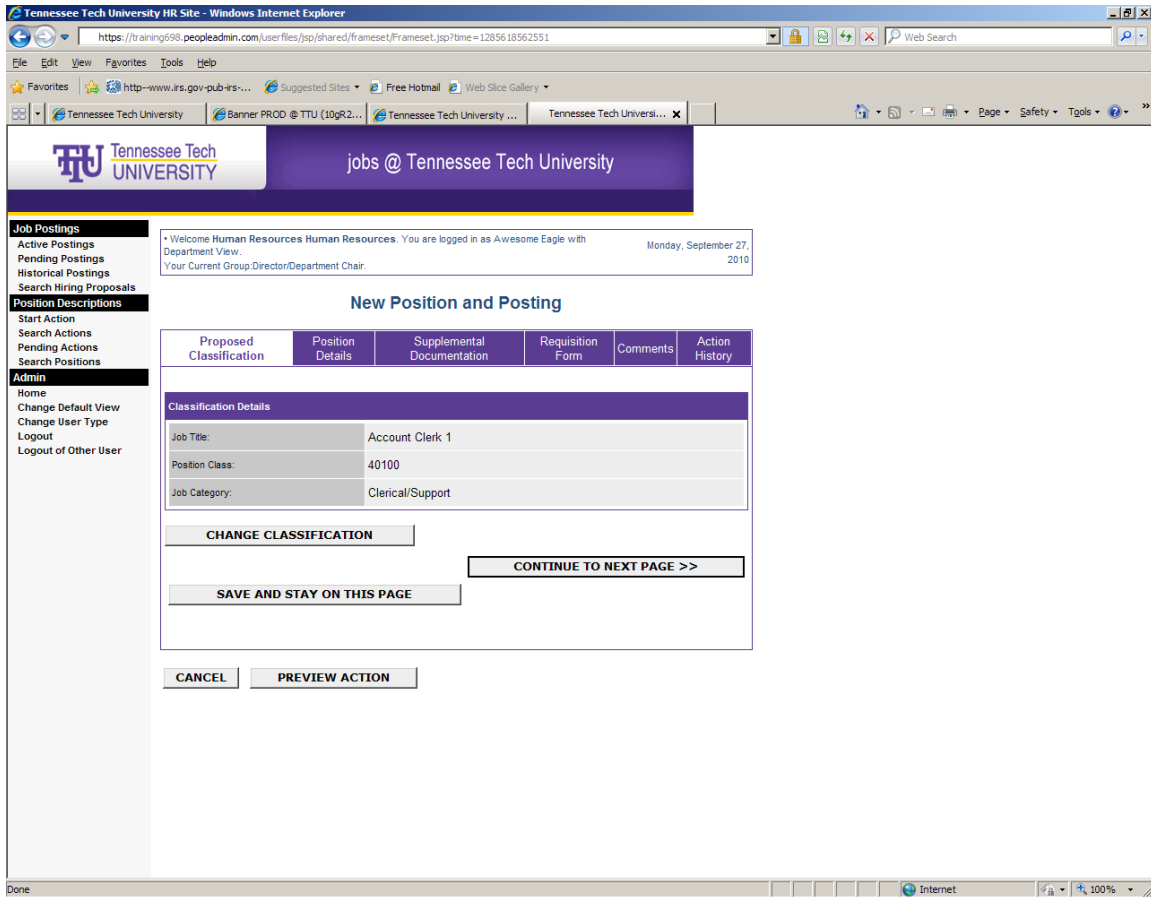 Tennessee Tech University HR Site - Windows Internet Explorer
https://training698.peopleadmin.com/userfiles/jsp/shared/frameset/Frameset.jsp?time=1285618562551
Web Search
File Edit View Favorites Tools Help
Favorites http--www.irs.gov-pub-irs-... Suggested Sites Free Hotmail Web Slice Gallery
Tennessee Tech University Banner PROD @ TTU (10gR2... Tennessee Tech University ... Tennessee Tech Universi... X Page Safety Tools »
TTU Tennessee Tech
UNIVERSITY
jobs @ Tennessee Tech University
Job Postings
Active Postings
Pending Postings
Historical Postings
Search Hiring Proposals
Position Descriptions
Start Action
Search Actions
Pending Actions
Search Positions
Admin
Home
Change Default View
Change User Type
Logout
Logout of Other User
• Welcome Human Resources Human Resources. You are logged in as Awesome Eagle with
Department View.
Your Current Group:Director/Department Chair.
Monday, September 27,
2010
New Position and Posting
Proposed
Classification
Position
Details
Supplemental
Documentation
Requisition
Form
Comments
Action
History
Classification Details
Job Title: Account Clerk 1
Position Class: 40100
Job Category: Clerical/Support
CHANGE CLASSIFICATION
CONTINUE TO NEXT PAGE >>
SAVE AND STAY ON THIS PAGE
CANCEL PREVIEW ACTION
Done Internet 100%